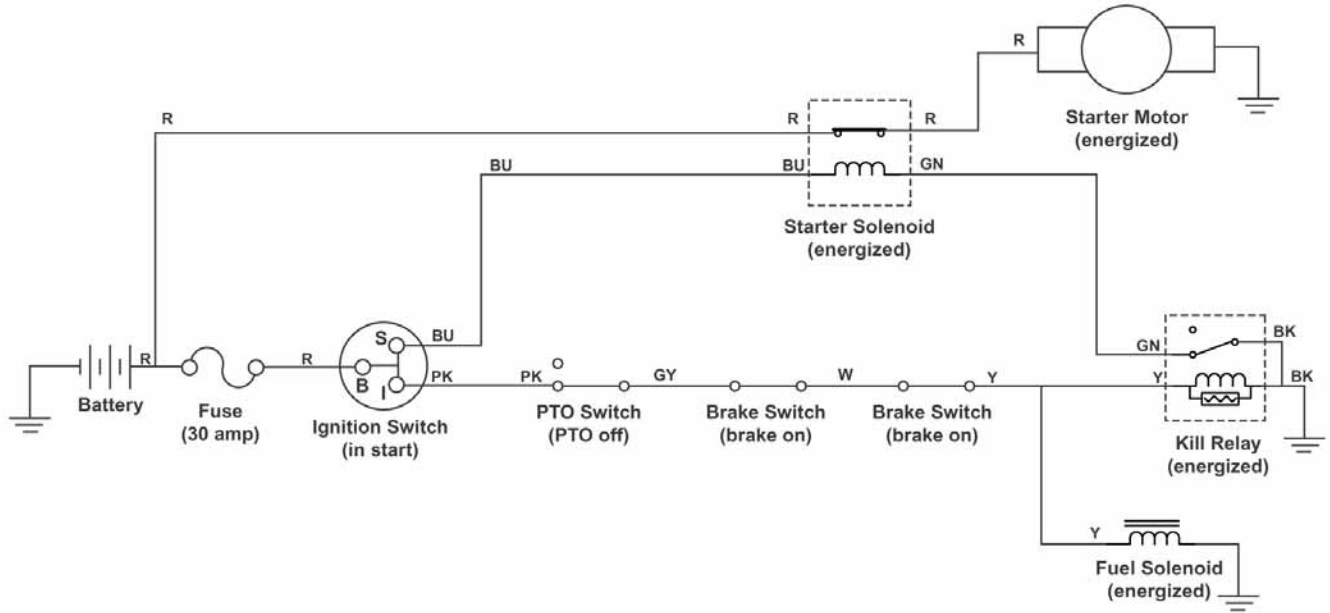 R
Starter Motor
(energized)
R
R
R
BU
BU
GN
Starter Solenoid
(energized)
S
BU
BK
GN
R
R
B
I
PK
PK
GY
W
Y
Y
BK
Battery
Fuse
(30 amp)
Ignition Switch
(in start)
PTO Switch
(PTO off)
Brake Switch
(brake on)
Brake Switch
(brake on)
Kill Relay
(energized)
Y
Fuel Solenoid
(energized)